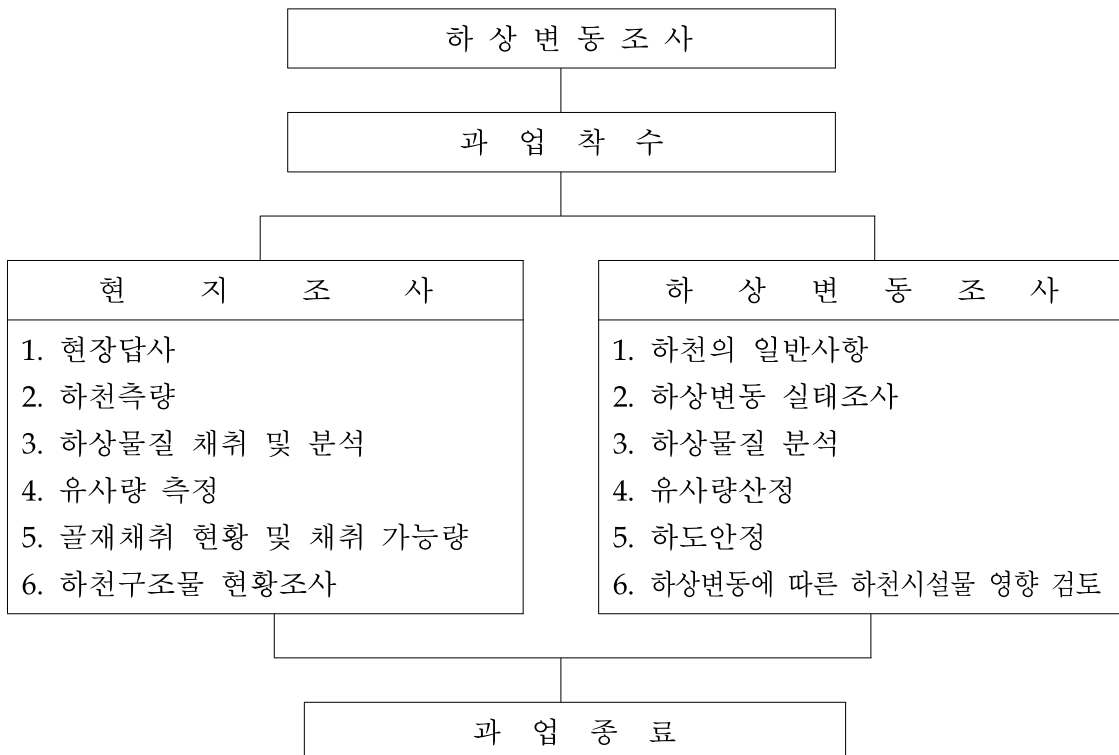 하 상 변 동 조 사
과 업 착 수
현 지 조 사
1. 현장답사
2. 하천측량
3. 하상물질 채취 및 분석
4. 유사량 측정
5. 골재채취 현황 및 채취 가능량
6. 하천구조물 현황조사
하 상 변 동 조 사
1. 하천의 일반사항
2. 하상변동 실태조사
3. 하상물질 분석
4. 유사량산정
5. 하도안정
6. 하상변동에 따른 하천시설물 영향 검토
과 업 종 료